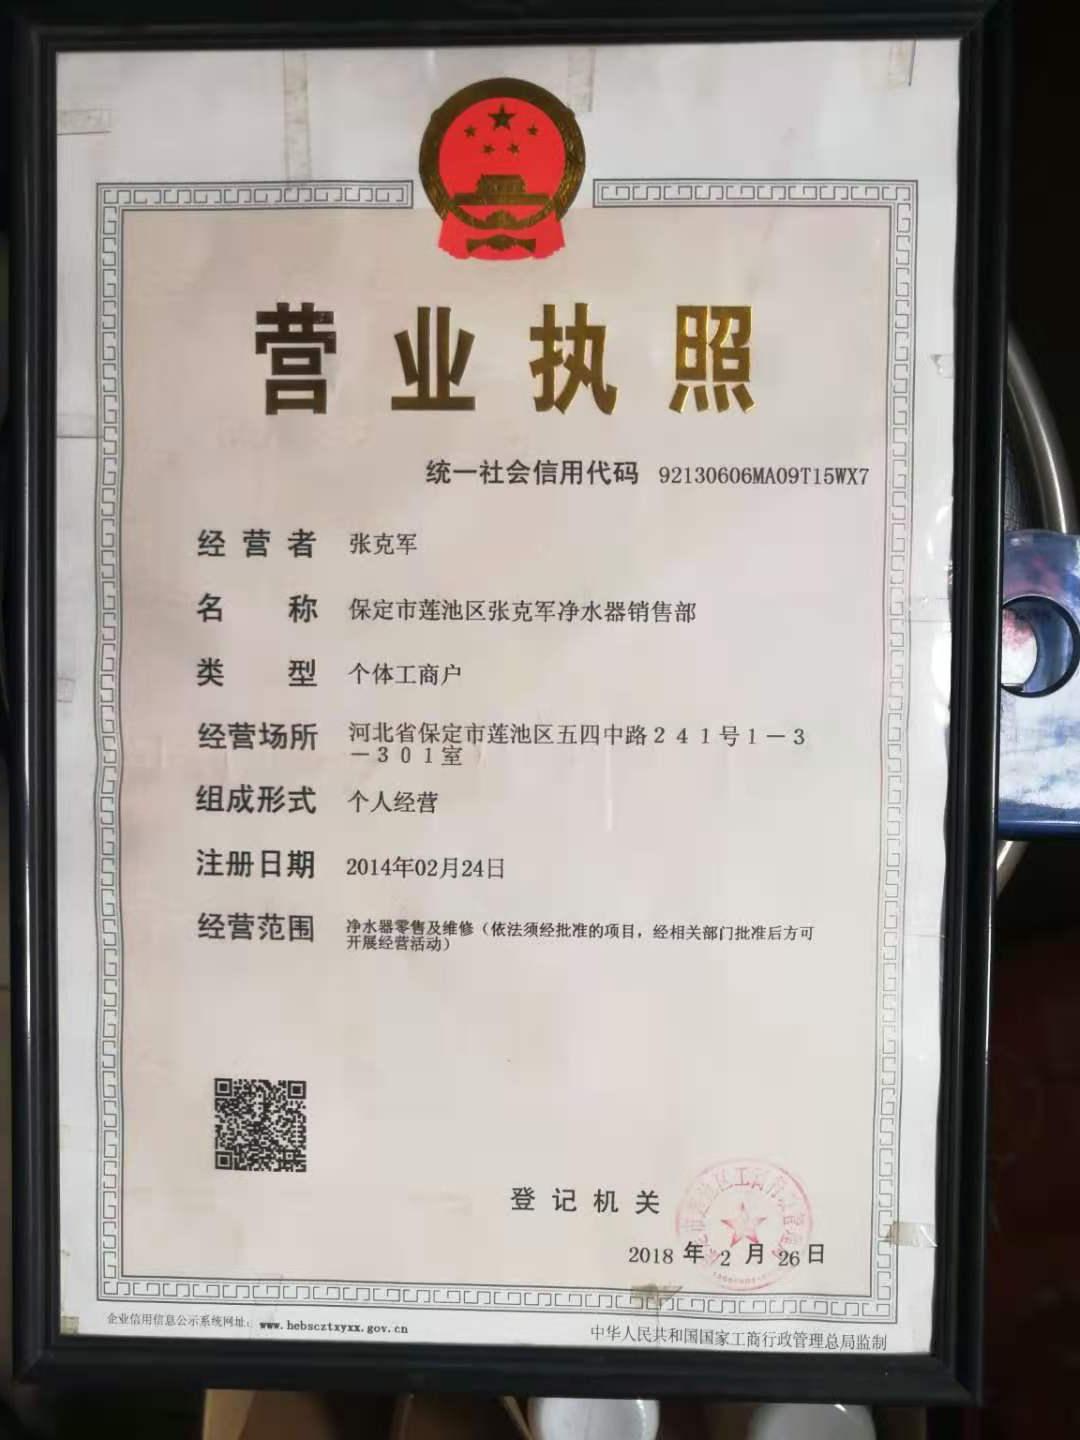 营业执照
统一社会信用代码 92130606MA09T15WX7
经营者 张克军
名称 保定市莲池区张克军净水器销售部
类型 个体工商户
经营场所 河北省保定市莲池区五四中路241号1-3
-301室
组成形式 个人经营
注册日期 2014年02月24日
经营范围 净水器零售及维修（依法须经批准的项目，经相关部门批准后方可
开展经营活动）
登记机关
2018 年 2 月 26 日
企业信用信息公示系统网址： www.hebscztxyxx.gov.cn
中华人民共和国国家工商行政管理总局监制